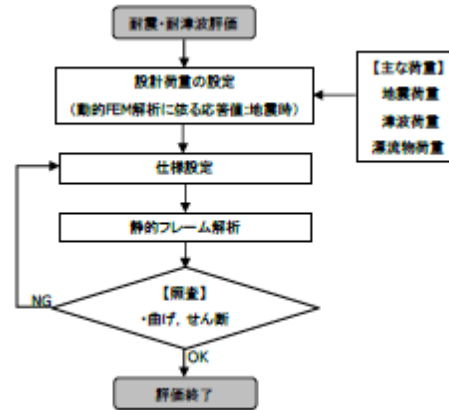 耐震・耐津波評価
設計荷重の設定
（動的FEM解析に依る応答値:地震時）
【主な荷重】
地震荷重
津波荷重
漂流物荷重
仕様設定
静的フレーム解析
【照査】
・曲げ，せん断
NG
OK
評価終了